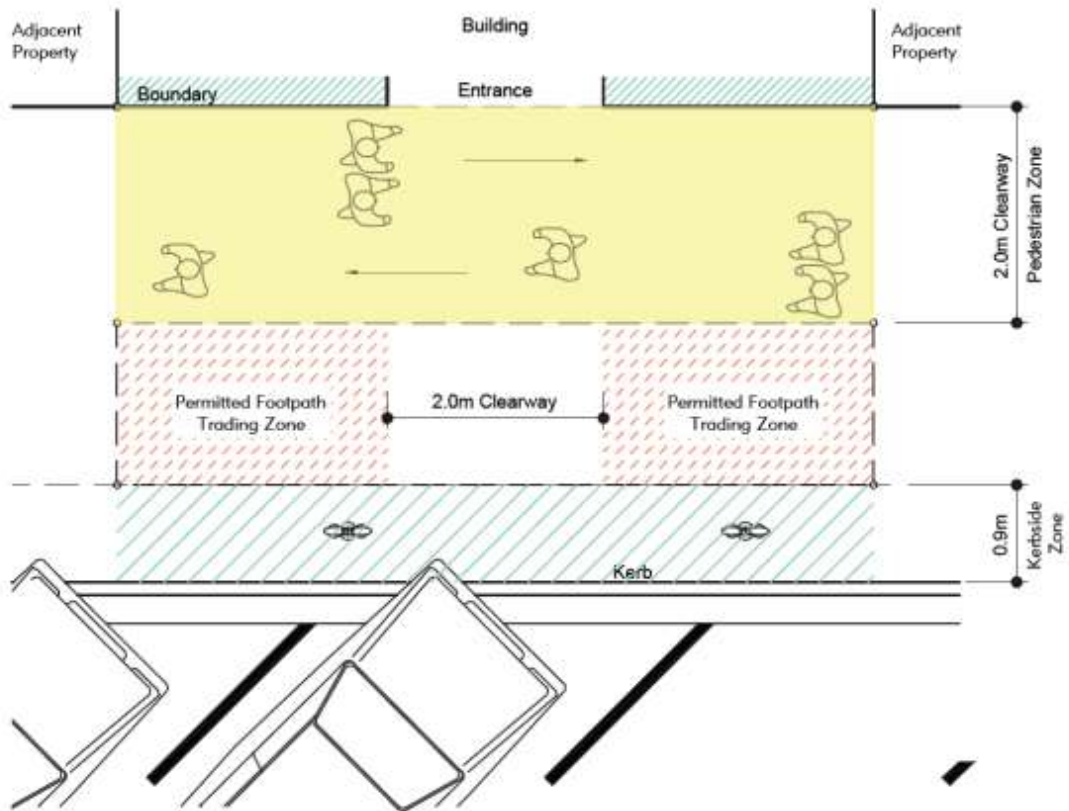 Adjacent
Property
Building
Adjacent
Property
Boundary
Entrance
2.0m Clearway
Pedestrian Zone
Permitted Footpath
Trading Zone
2.0m Clearway
Permitted Footpath
Trading Zone
0.9m
Kerbside
Zone
Kerb